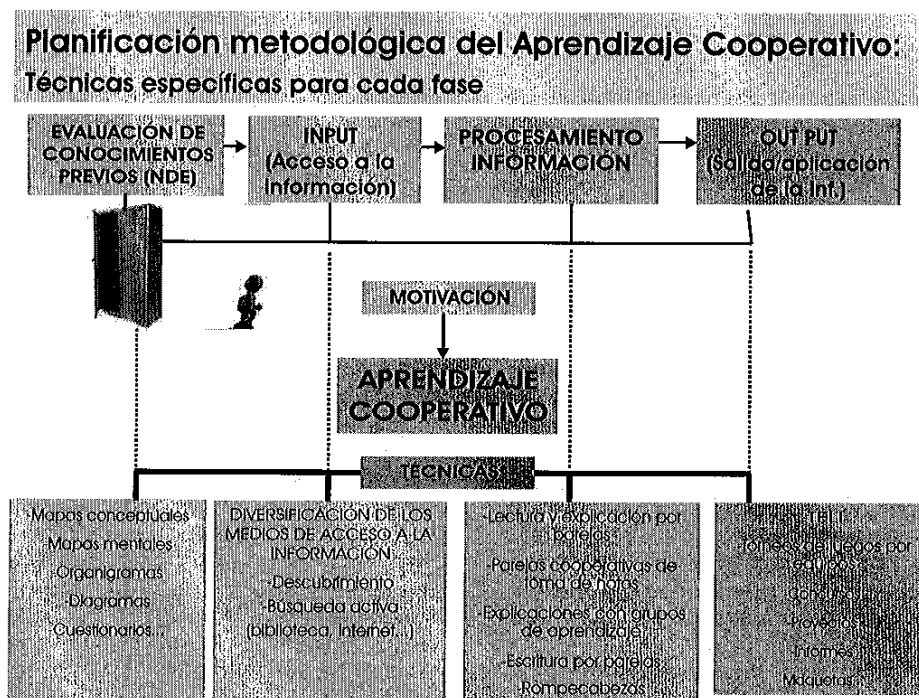 Planificación metodológica del Aprendizaje Cooperativo:
Técnicas específicas para cada fase
EVALUACIÓN DE
CONOCIMIENTOS
PREVIOS (NDE)
INPUT
(Acceso a la
Información)
PROCESAMIENTO
INFORMACIÓN
OUT PUT
(Salida/aplicación
de la Inf.)
MOTIVACIÓN
APRENDIZAJE
COOPERATIVO
TÉCNICAS
-Mapas conceptuales
-Mapas mentales
-Organigramas
-Diagramas
-Cuestionarios...
DIVERSIFICACIÓN DE LOS
MEDIOS DE ACCESO A LA
INFORMACIÓN
-Descubrimiento
-Búsqueda activa
(biblioteca, Internet...)
-Lectura y explicación por
parejas
-Parejas cooperativas de
toma de notas
-Explicaciones con grupos
de aprendizaje
-Escritura por parejas
-Rompecabezas
-Torneos de juegos por
equipos
-Proyectos
-Informes
-Maquetas